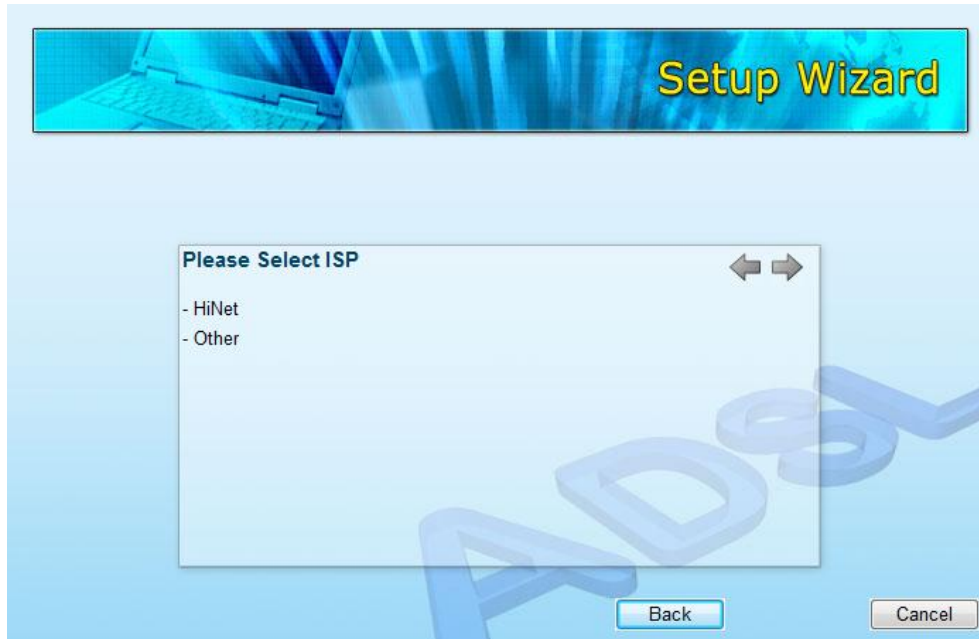 Setup Wizard
Please Select ISP
- HiNet
- Other
ADSL
Back
Cancel